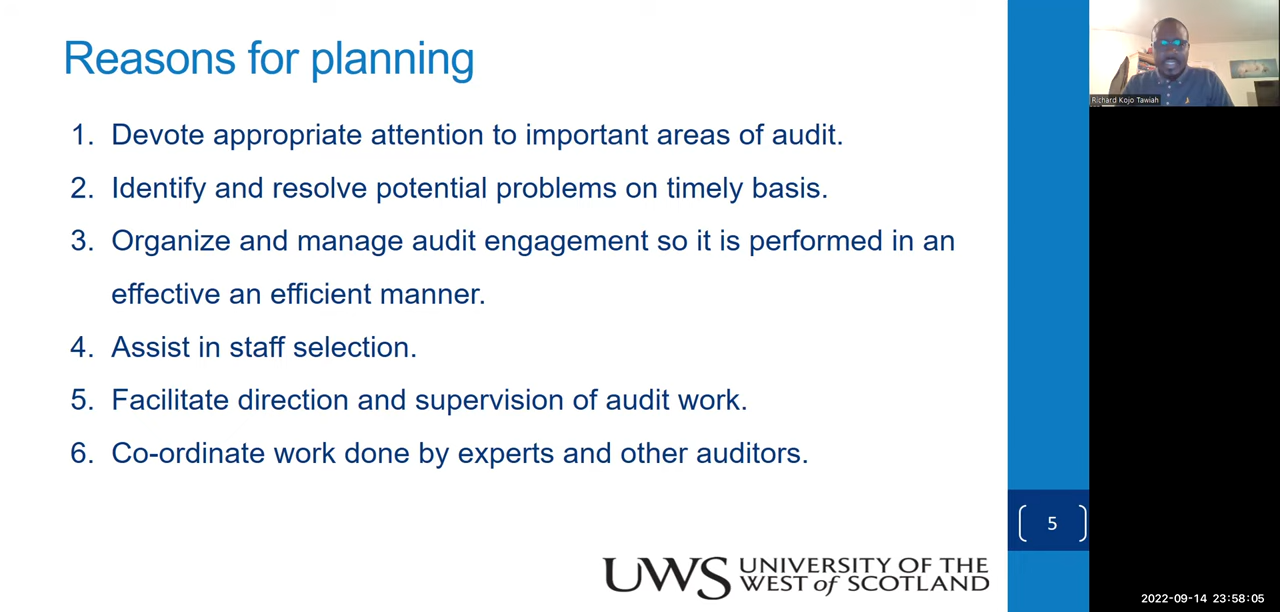 Reasons for planning
1. Devote appropriate attention to important areas of audit.
2. Identify and resolve potential problems on timely basis.
3. Organize and manage audit engagement so it is performed in an
effective an efficient manner.
4. Assist in staff selection.
5. Facilitate direction and supervision of audit work.
6. Co-ordinate work done by experts and other auditors.
5
UWS UNIVERSITY OF THE
WEST of SCOTLAND
Richard Kojo Tawiah
2022-09-14 23:58:05